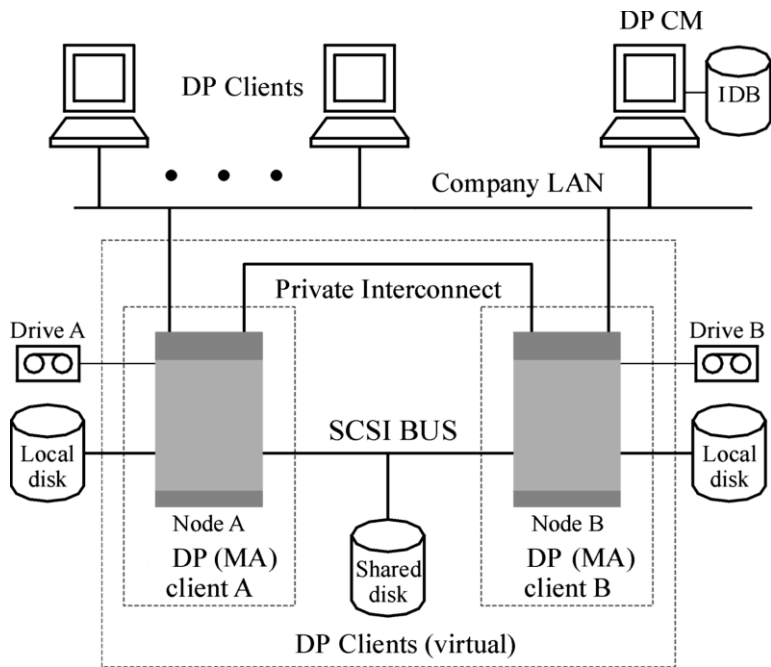 DP CM
DP Clients
IDB
Company LAN
Private Interconnect
Drive A
Drive B
SCSI BUS
Local
disk
Local
disk
Node A
Node B
DP (MA)
client A
Shared
disk
DP (MA)
client B
DP Clients (virtual)